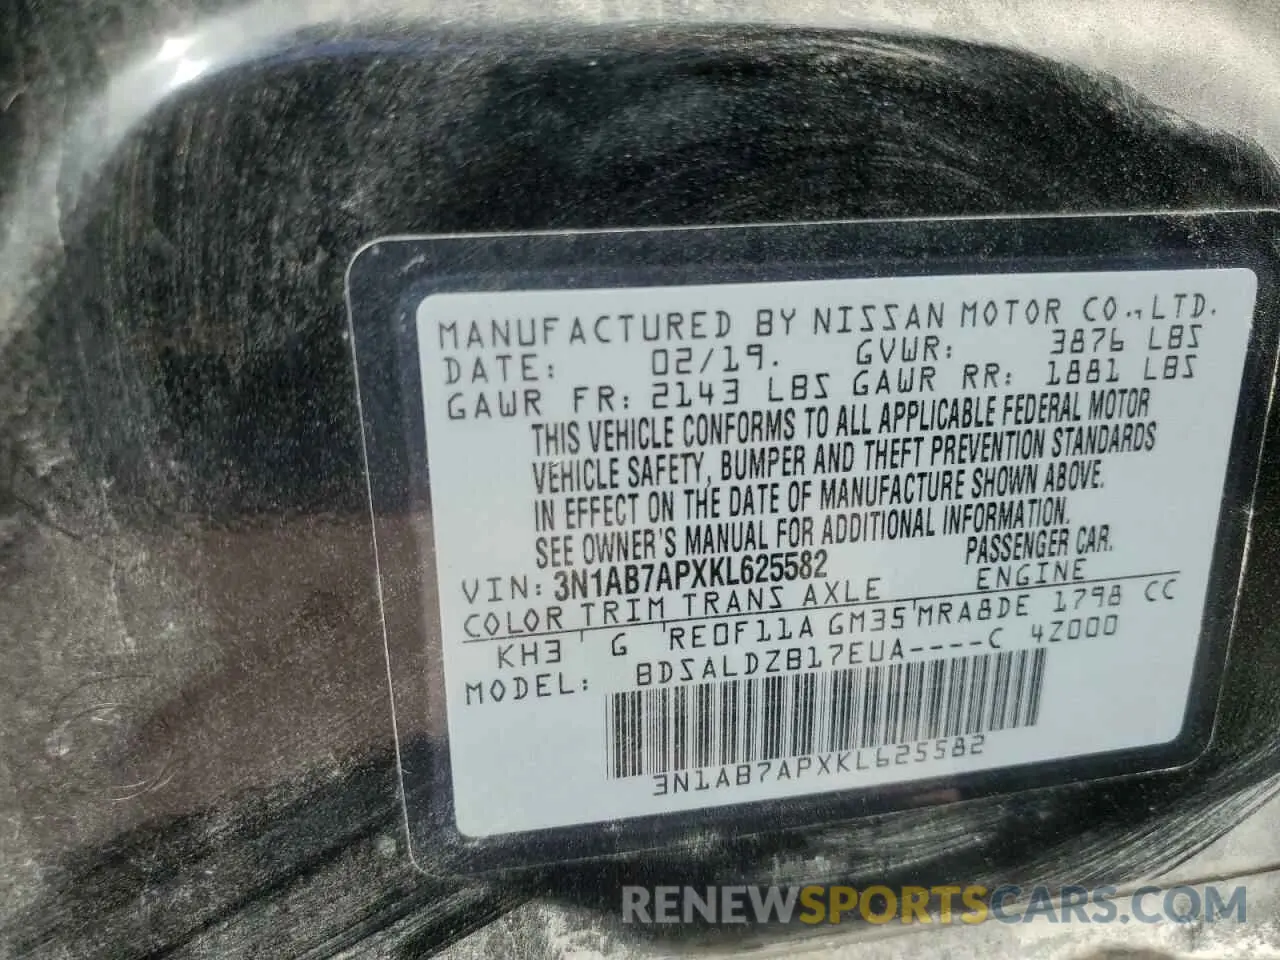 MANUFACTURED BY NISSAN MOTOR CO.,LTD.
DATE: 02/19. GVWR: 3876 LBS
GAWR FR: 2143 LBS GAWR RR: 1881 LBS
THIS VEHICLE CONFORMS TO ALL APPLICABLE FEDERAL MOTOR
VEHICLE SAFETY, BUMPER AND THEFT PREVENTION STANDARDS
IN EFFECT ON THE DATE OF MANUFACTURE SHOWN ABOVE.
SEE OWNER'S MANUAL FOR ADDITIONAL INFORMATION.
VIN: 3N1AB7APXKL625582 PASSENGER CAR.
COLOR TRIM TRANS AXLE ENGINE
KH3 G RE0F11A GM35 MRA8DE 1798 CC
MODEL: BDSALDZB17EUA----C 4Z000
3N1AB7APXKL625582
RENEWSPORTSCARS.COM